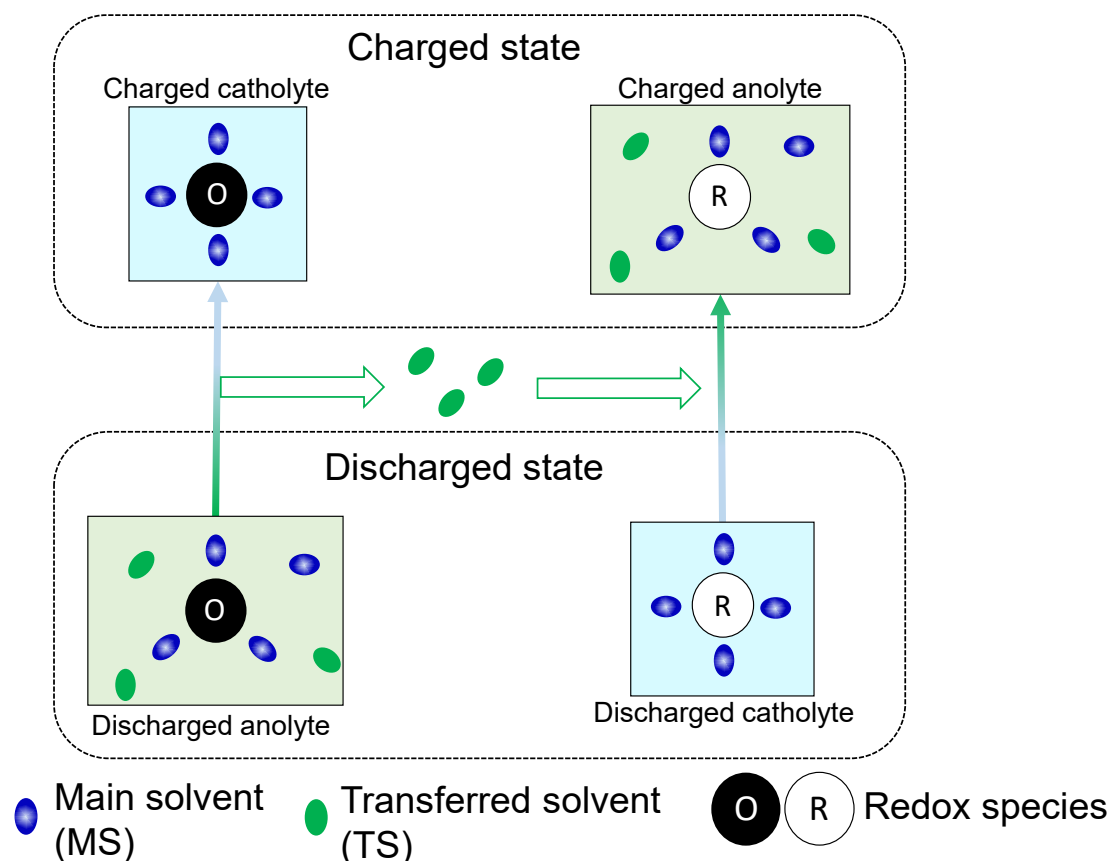 Charged state
Charged catholyte
Charged anolyte
O
R
Discharged state
O
R
Discharged anolyte
Discharged catholyte
Main solvent
(MS)
Transferred solvent
(TS)
O
R
Redox species